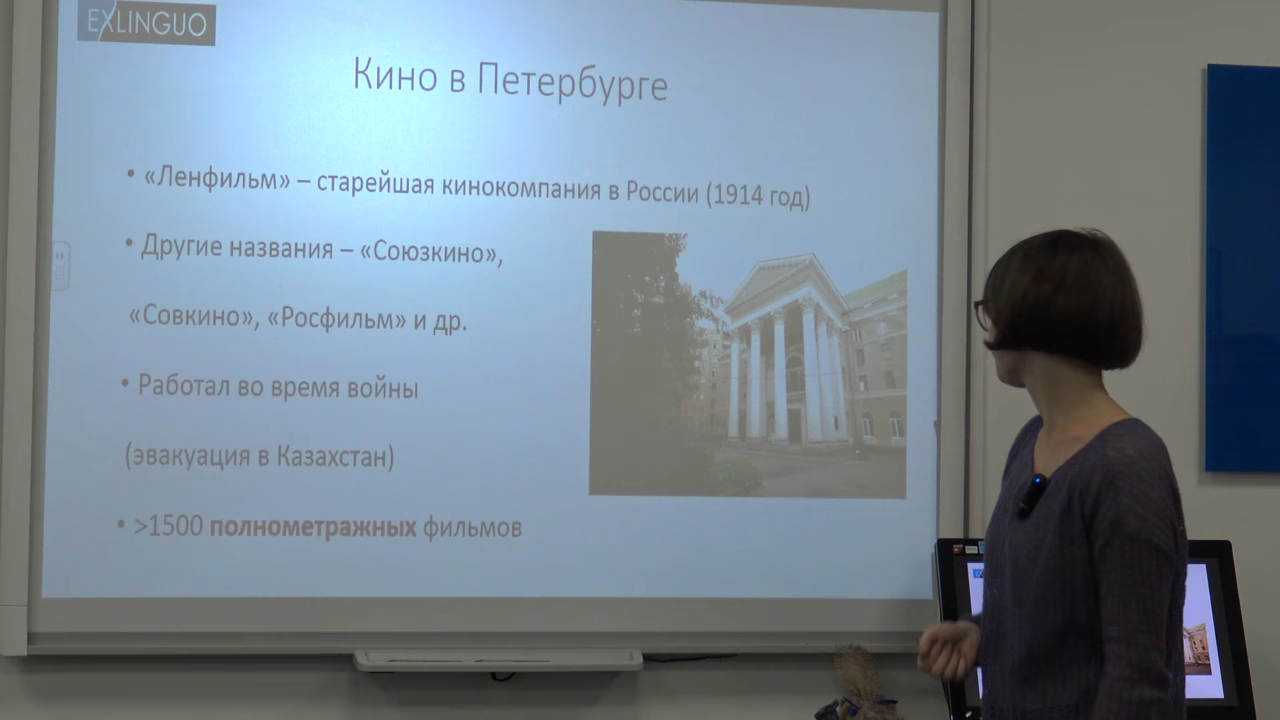 EXLINGUO
Кино в Петербурге
• «Ленфильм» – старейшая кинокомпания в России (1914 год)
• Другие названия – «Союзкино»,
«Совкино», «Росфильм» и др.
• Работал во время войны
(эвакуация в Казахстан)
• >1500 полнометражных фильмов